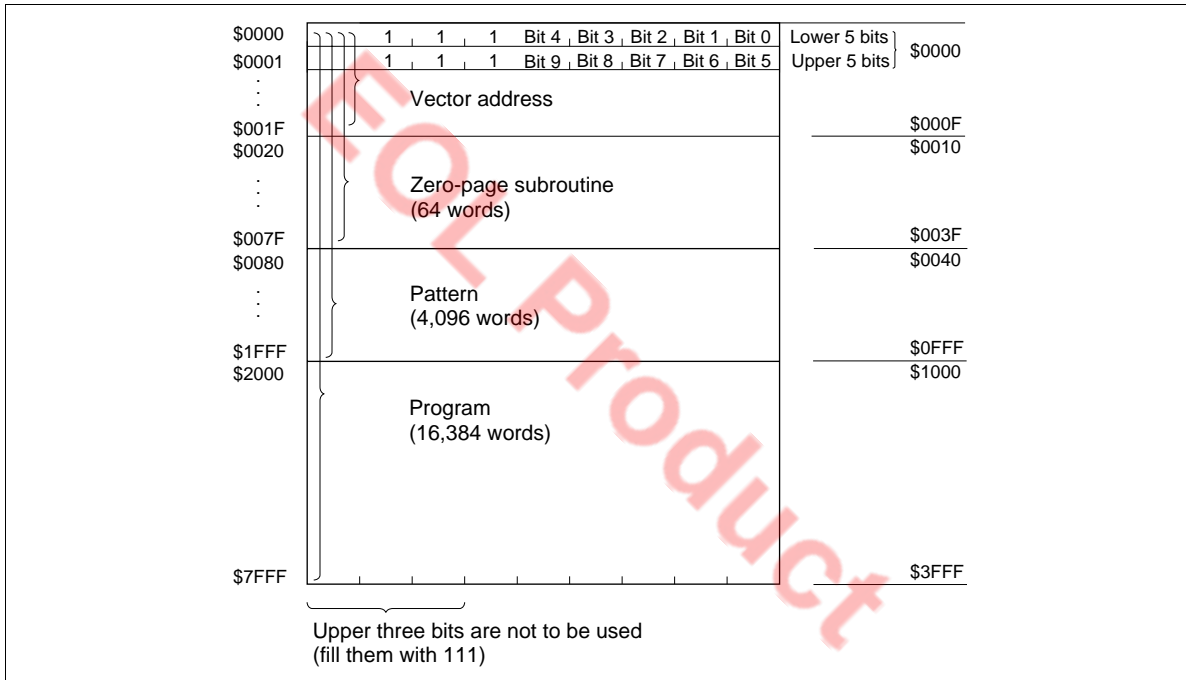 $0000 1 1 1 Bit 4 Bit 3 Bit 2 Bit 1 Bit 0 Lower 5 bits $0000
$0001 1 1 1 Bit 9 Bit 8 Bit 7 Bit 6 Bit 5 Upper 5 bits
Vector address
$001F $000F
$0020 $0010
Zero-page subroutine
(64 words)
$007F $003F
$0080 $0040
Pattern
(4,096 words)
$1FFF $0FFF
$2000 $1000
Program
(16,384 words)
$7FFF $3FFF
Upper three bits are not to be used
(fill them with 111)
EOL Product